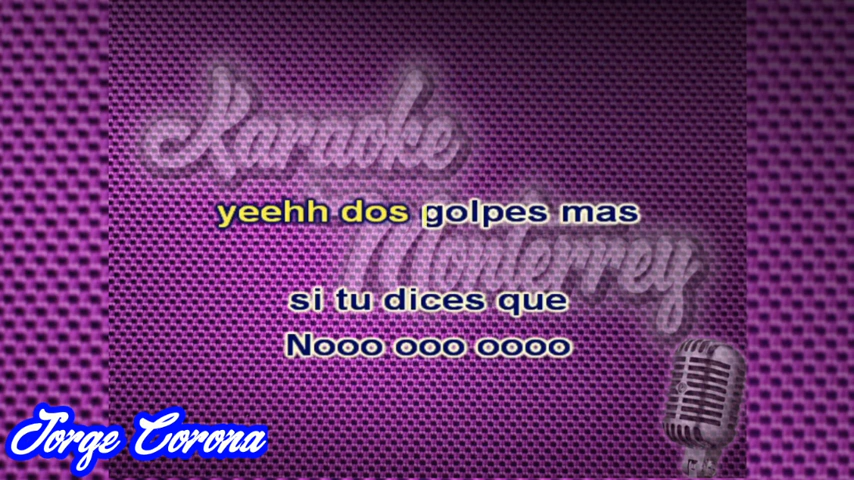 Karaoke
Monterrey
yeehh dos golpes mas
si tu dices que
Nooo ooo oooo
Jorge Corona